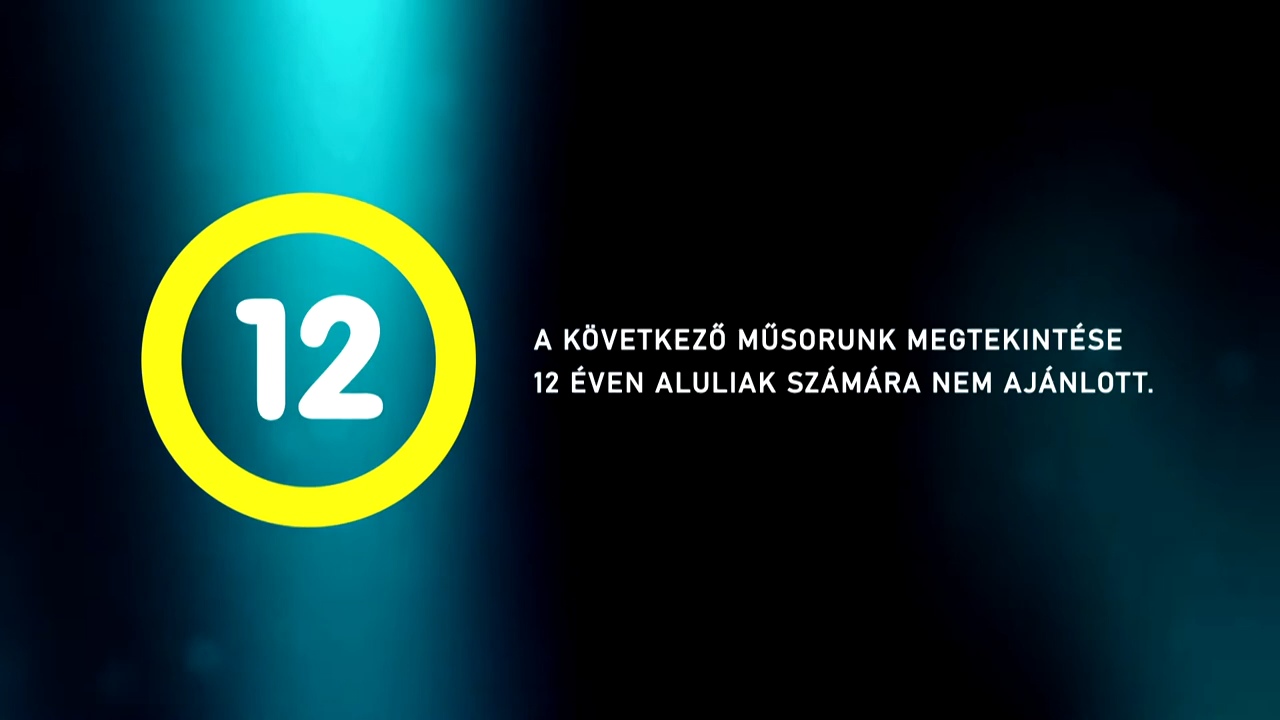 12
A KÖVETKEZŐ MŰSORUNK MEGTEKINTÉSE
12 ÉVEN ALULIAK SZÁMÁRA NEM AJÁNLOTT.